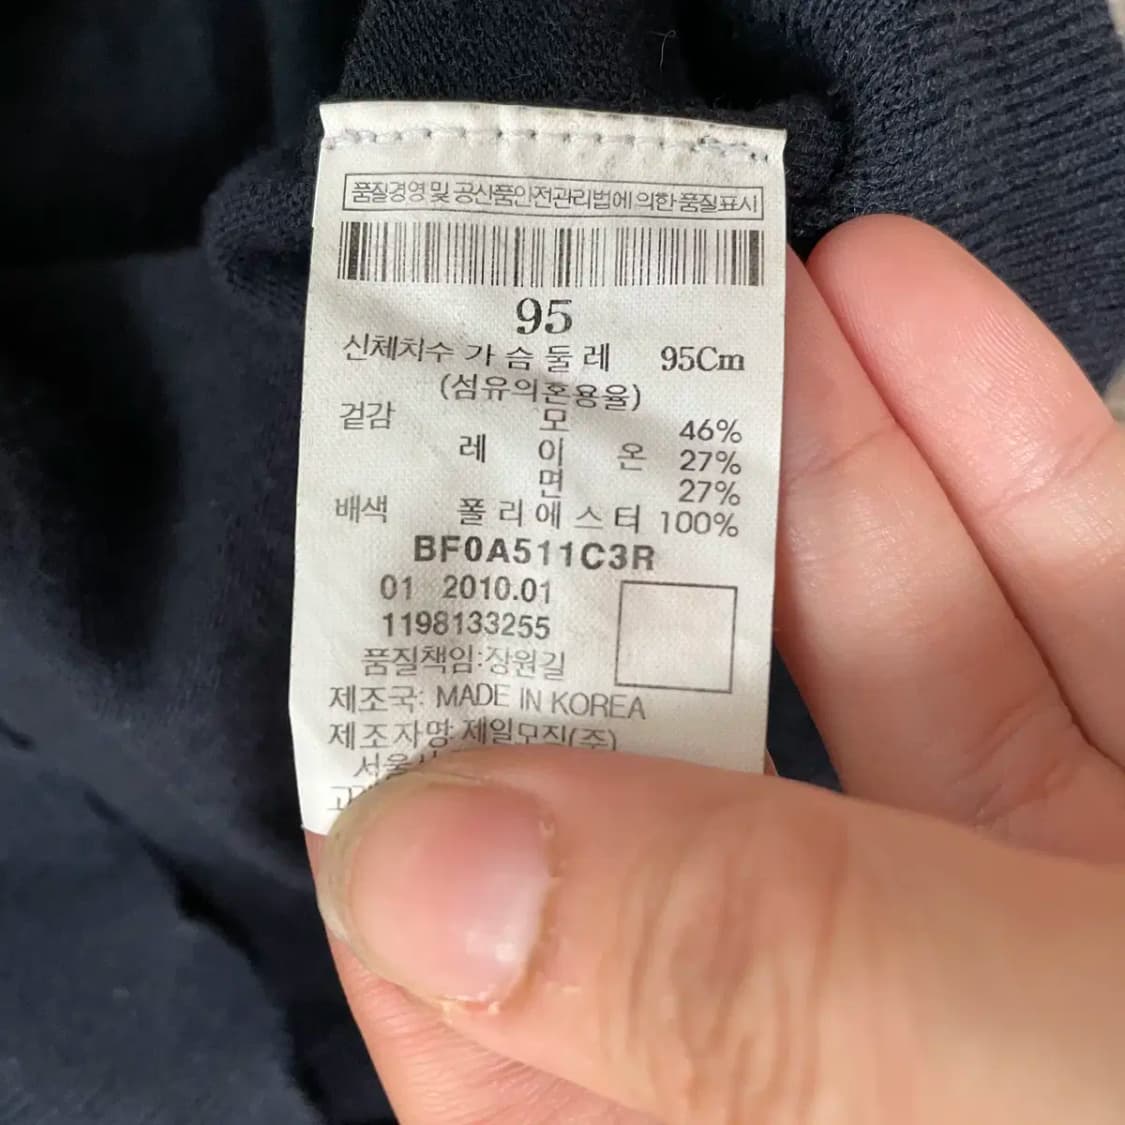 품질경영 및 공산품안전관리법에 의한 품질표시
95
신체치수 가슴둘레 95Cm
(섬유의혼용율)
겉감 모 46%
레이온 27%
면 27%
배색 폴리에스터 100%
BF0A511C3R
01 2010.01
1198133255
품질책임:장원길
제조국: MADE IN KOREA
제조자명 제일모직(주)